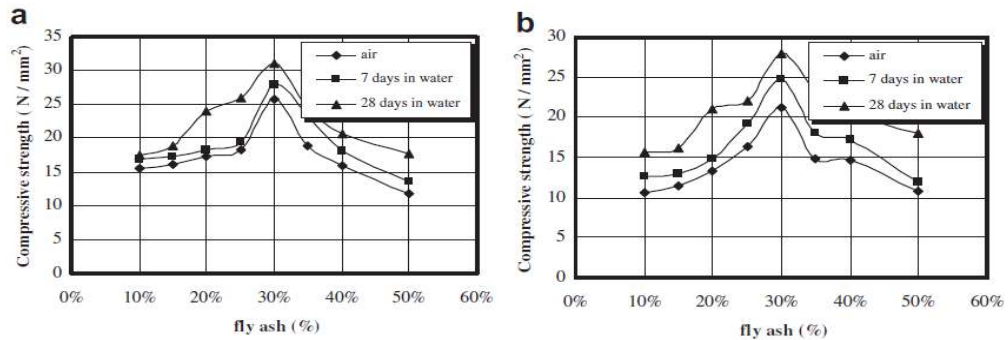 a
35
30
25
20
15
10
5
0
Compressive strength ( N / mm²)
air
7 days in water
28 days in water
0% 10% 20% 30% 40% 50% 60%
fly ash (%)
b
30
25
20
15
10
5
0
Compressive strength ( N / mm²)
air
7 days in water
28 days in water
0% 10% 20% 30% 40% 50% 60%
fly ash (%)